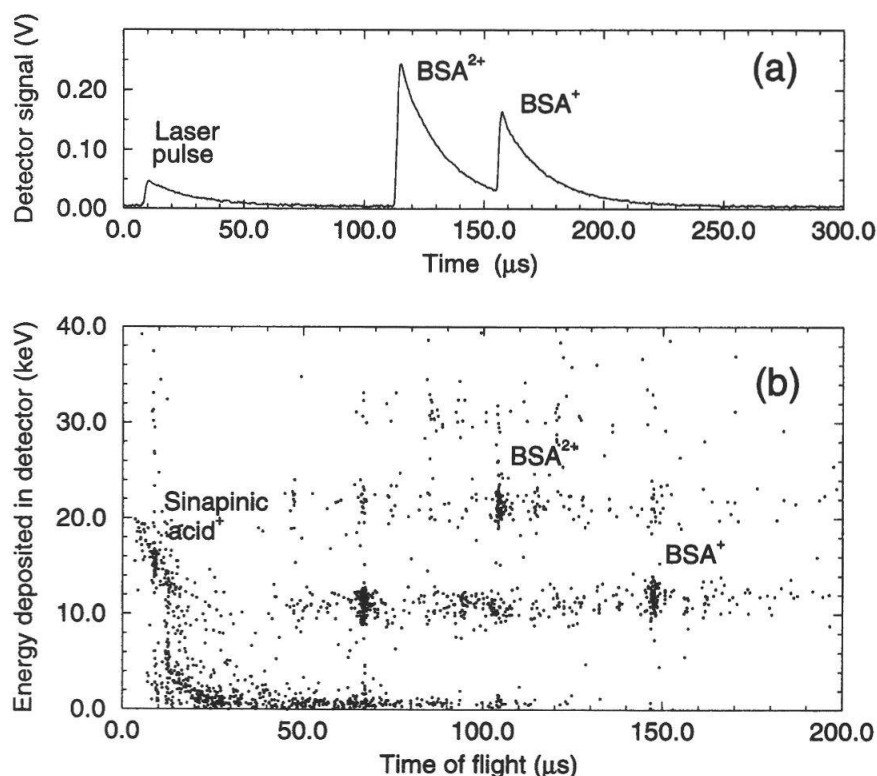 Detector signal (V)
0.20
0.10
0.00
Laser
pulse
BSA2+
BSA+
(a)
0.0 50.0 100.0 150.0 200.0 250.0 300.0
Time (μs)
Energy deposited in detector (keV)
40.0
30.0
20.0
10.0
0.0
(b)
BSA2+
Sinapinic
acid+
BSA+
0.0 50.0 100.0 150.0 200.0
Time of flight (μs)